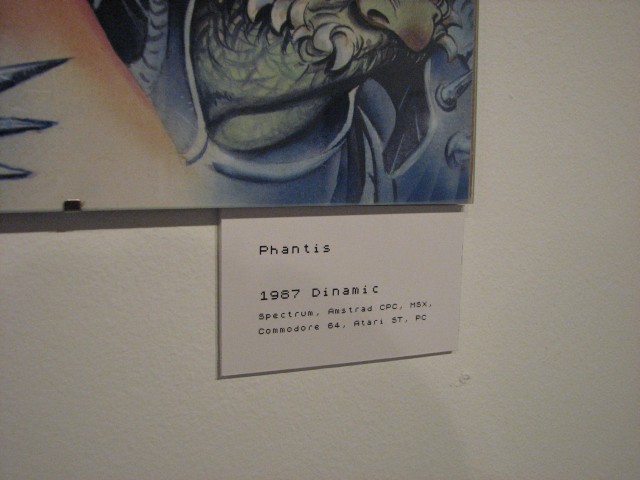 Phantis
1987 Dinamic
Spectrum, Amstrad CPC, MSX,
Commodore 64, Atari ST, PC